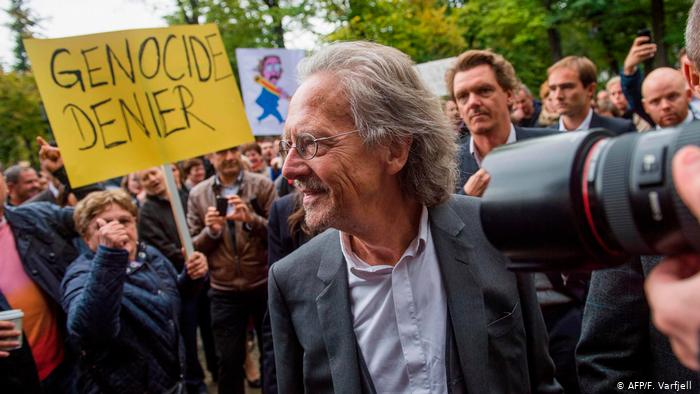 GENOCIDE
DENIER
© AFP/F. Varfjell